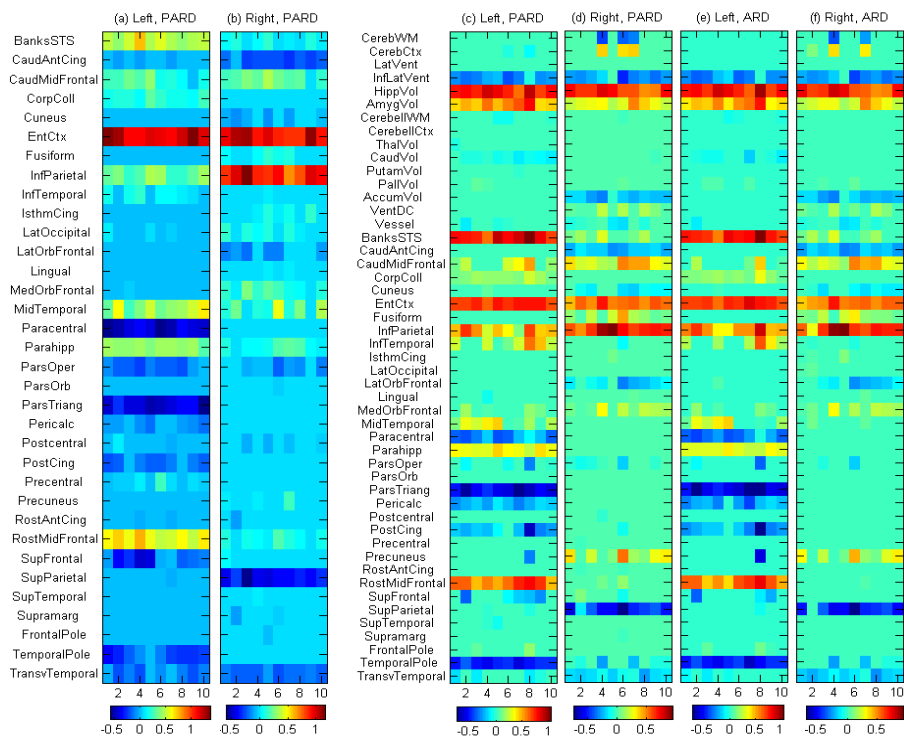 (a) Left, PARD
(b) Right, PARD
BanksSTS
CaudAntCing
CaudMidFrontal
CorpColl
Cuneus
EntCtx
Fusiform
InfParietal
InfTemporal
IsthmCing
LatOccipital
LatOrbFrontal
Lingual
MedOrbFrontal
MidTemporal
Paracentral
Parahipp
ParsOper
ParsOrb
ParsTriang
Pericalc
Postcentral
PostCing
Precentral
Precuneus
RostAntCing
RostMidFrontal
SupFrontal
SupParietal
SupTemporal
Supramarg
FrontalPole
TemporalPole
TransvTemporal
2 4 6 8 10
2 4 6 8 10
-0.5 0 0.5 1
-0.5 0 0.5 1
(c) Left, PARD
(d) Right, PARD
(e) Left, ARD
(f) Right, ARD
CerebWM
CerebCtx
LatVent
InfLatVent
HippVol
AmygVol
CerebellWM
CerebellCtx
ThalVol
CaudVol
PutamVol
PallVol
AccumVol
VentDC
Vessel
BanksSTS
CaudAntCing
CaudMidFrontal
CorpColl
Cuneus
EntCtx
Fusiform
InfParietal
InfTemporal
IsthmCing
LatOccipital
LatOrbFrontal
Lingual
MedOrbFrontal
MidTemporal
Paracentral
Parahipp
ParsOper
ParsOrb
ParsTriang
Pericalc
Postcentral
PostCing
Precentral
Precuneus
RostAntCing
RostMidFrontal
SupFrontal
SupParietal
SupTemporal
Supramarg
FrontalPole
TemporalPole
TransvTemporal
2 4 6 8 10
2 4 6 8 10
2 4 6 8 10
2 4 6 8 10
-0.5 0 0.5 1
-0.5 0 0.5 1
-0.5 0 0.5 1
-0.5 0 0.5 1